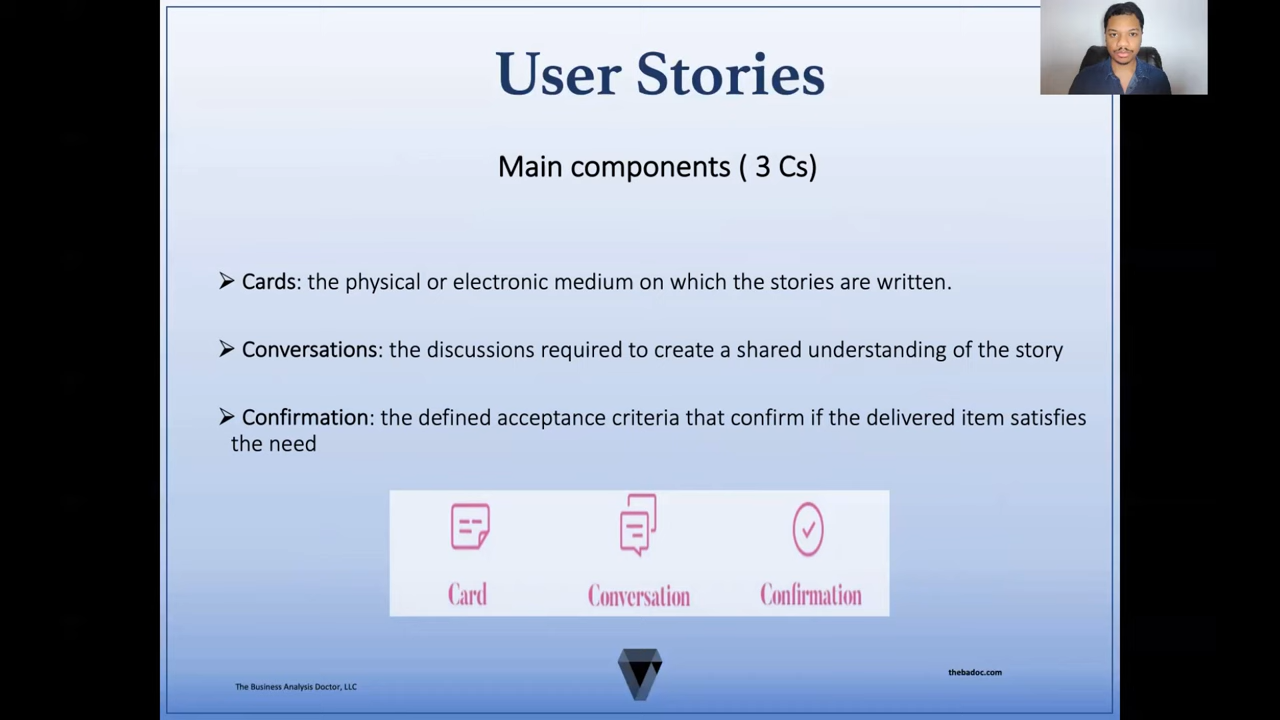 User Stories
Main components ( 3 Cs)
➢ Cards: the physical or electronic medium on which the stories are written.
➢ Conversations: the discussions required to create a shared understanding of the story
➢ Confirmation: the defined acceptance criteria that confirm if the delivered item satisfies
the need
Card
Conversation
Confirmation
The Business Analysis Doctor, LLC
thebadoc.com